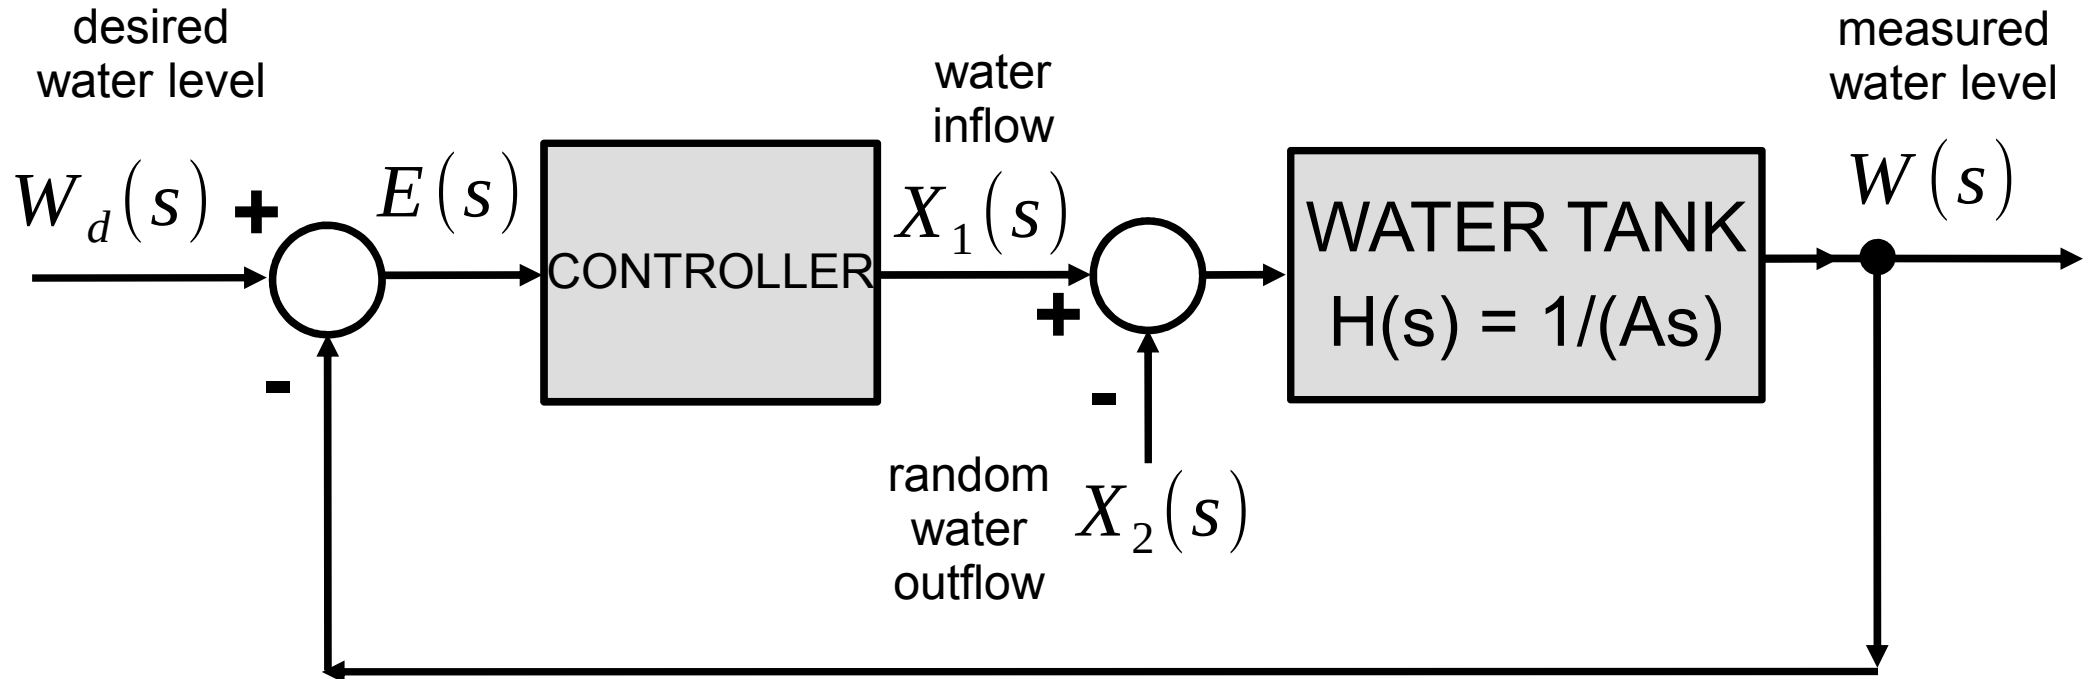 desired
water level
W_d(s)
+
-
E(s)
CONTROLLER
water
inflow
X_1(s)
+
-
random
water
outflow
X_2(s)
WATER TANK
H(s) = 1/(As)
measured
water level
W(s)